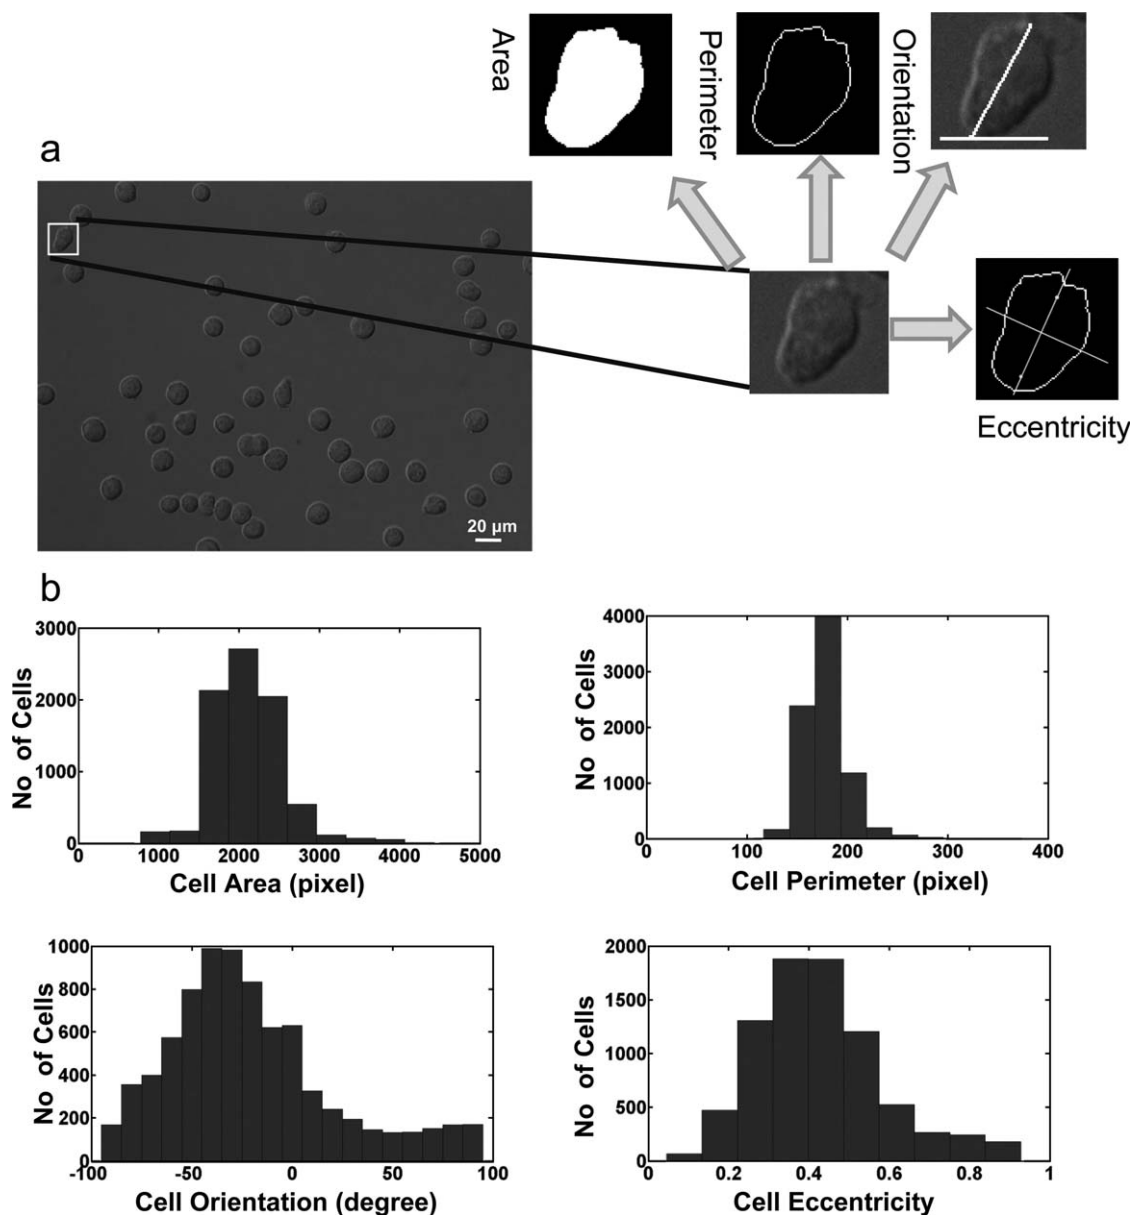 Area
Perimeter
Orientation
a
20 µm
Eccentricity
b
3000
2000
1000
0
0
1000
2000
3000
4000
5000
No of Cells
Cell Area (pixel)
4000
3000
2000
1000
0
0
100
200
300
400
No of Cells
Cell Perimeter (pixel)
1000
800
600
400
200
0
-100
-50
0
50
100
No of Cells
Cell Orientation (degree)
2000
1500
1000
500
0
0
0.2
0.4
0.6
0.8
1
No of Cells
Cell Eccentricity